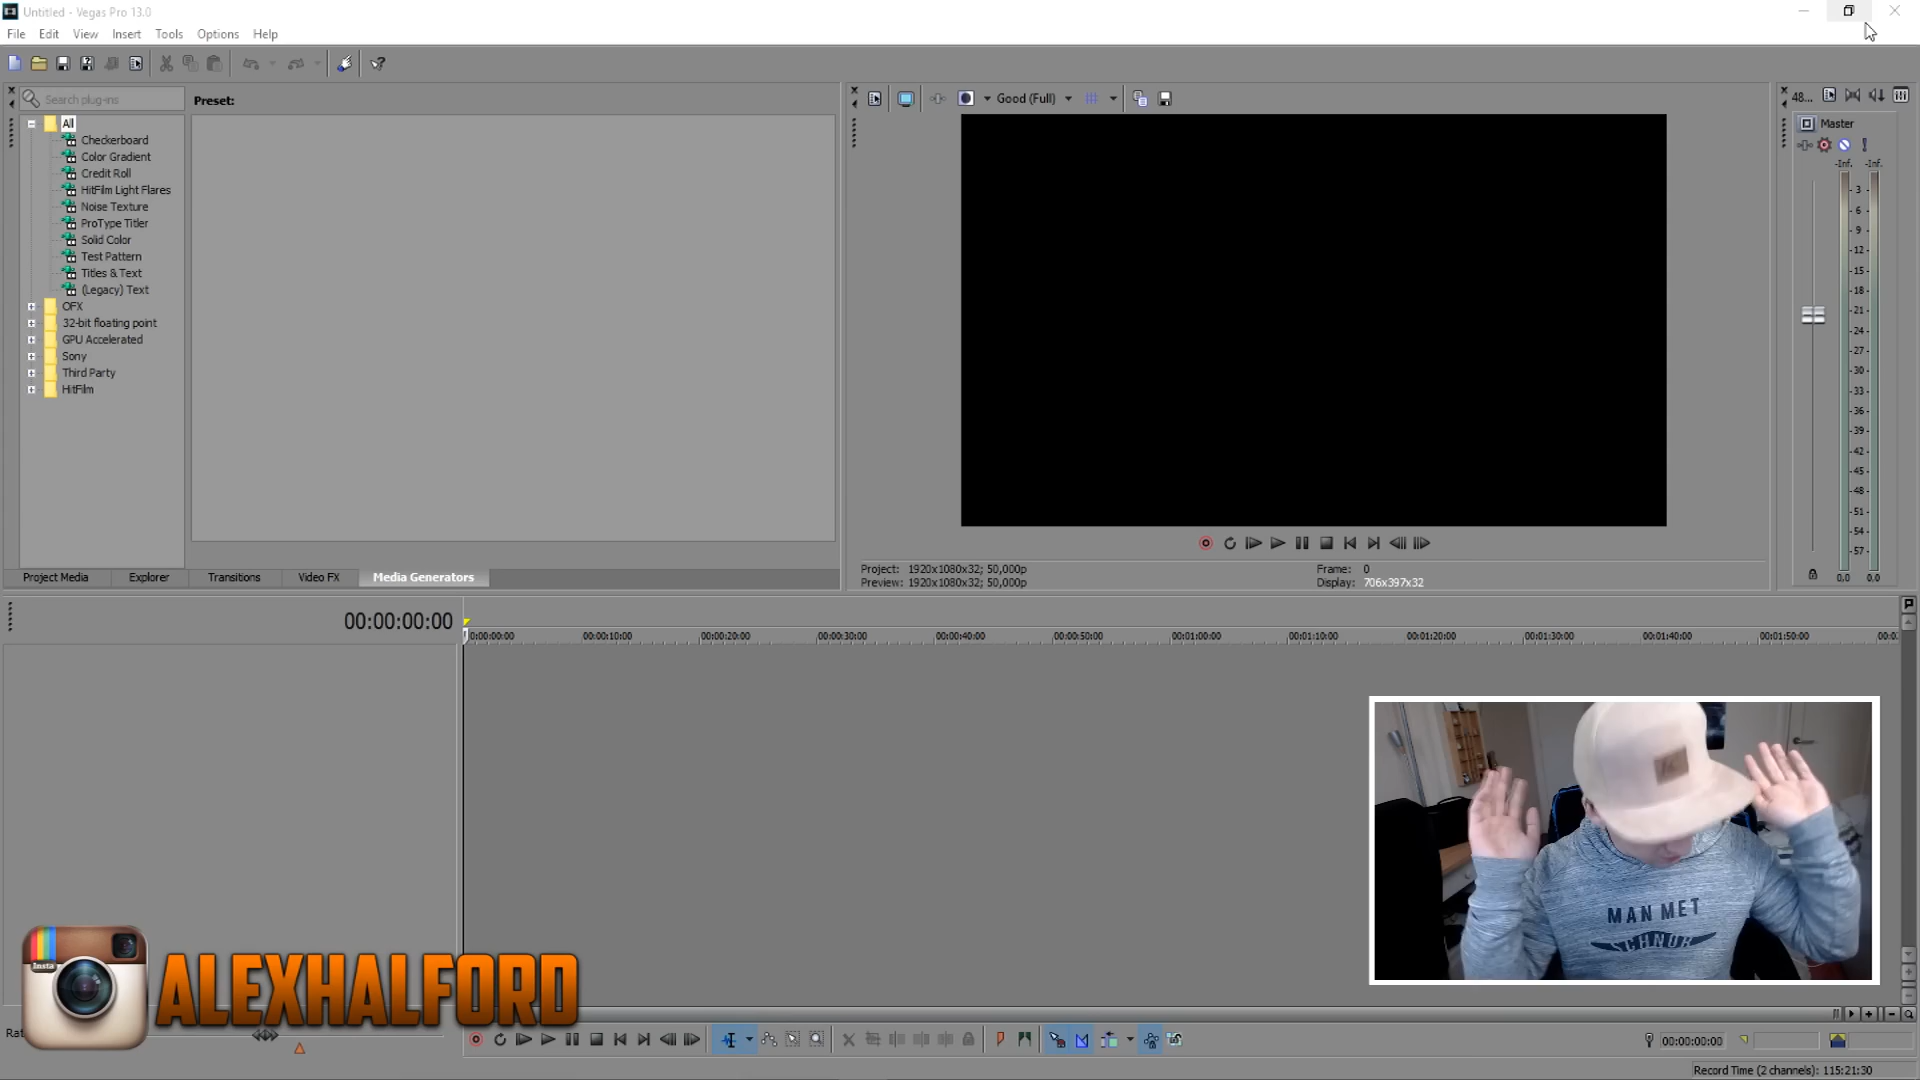 Untitled - Vegas Pro 13.0
File Edit View Insert Tools Options Help
Search plug-ins
Preset:
All
Checkerboard
Color Gradient
Credit Roll
HitFilm Light Flares
Noise Texture
ProType Titler
Solid Color
Test Pattern
Titles & Text
(Legacy) Text
OFX
32-bit floating point
GPU Accelerated
Sony
Third Party
HitFilm
Project Media Explorer Transitions Video FX Media Generators
Good (Full)
Project: 1920x1080x32; 50,000p
Preview: 1920x1080x32; 50,000p
Frame: 0
Display: 706x397x32
48...
Master
-Inf. -Inf.
3
6
9
12
15
18
21
24
27
30
33
36
39
42
45
48
51
54
57
0,0 0,0
00:00:00:00
0:00:00:00 00:00:10:00 00:00:20:00 00:00:30:00 00:00:40:00 00:00:50:00 00:01:00:00 00:01:10:00 00:01:20:00 00:01:30:00 00:01:40:00 00:01:50:00 00:0
MAN MET
SCHNOR
Insta
ALEXHALFORD
Rat
00:00:00:00
Record Time (2 channels): 115:21:30